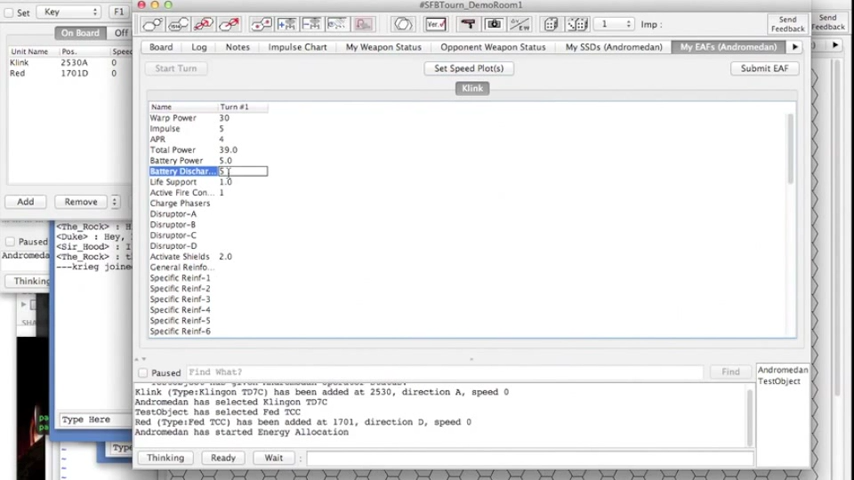 #SFBTourn_DemoRoom1
Set Key F1
On Board Off
Unit Name Pos. Speed
Klink 2530A 0
Red 1701D 0
Add Remove
Paused
Andromedan
Thinking
<The_Rock> : H
<Duke> : Hey,
<Sir_Hood> : I
<The_Rock> : t
---krieg joine
Type Here
Type
1 Imp :
Send Feedback
Send Feedback
Board Log Notes Impulse Chart My Weapon Status Opponent Weapon Status My SSDs (Andromedan) My EAFs (Andromedan)
Start Turn Set Speed Plot(s) Submit EAF
Klink
Name Turn #1
Warp Power 30
Impulse 5
APR 4
Total Power 39.0
Battery Power 5.0
Battery Dischar... 5
Life Support 1.0
Active Fire Con... 1
Charge Phasers
Disruptor-A
Disruptor-B
Disruptor-C
Disruptor-D
Activate Shields 2.0
General Reinfo...
Specific Reinf-1
Specific Reinf-2
Specific Reinf-3
Specific Reinf-4
Specific Reinf-5
Specific Reinf-6
Paused Find What? Find
Klink (Type:Klingon TD7C) has been added at 2530, direction A, speed 0
Andromedan has selected Klingon TD7C
TestObject has selected Fed TCC
Red (Type:Fed TCC) has been added at 1701, direction D, speed 0
Andromedan has started Energy Allocation
Andromedan
TestObject
Thinking Ready Wait :